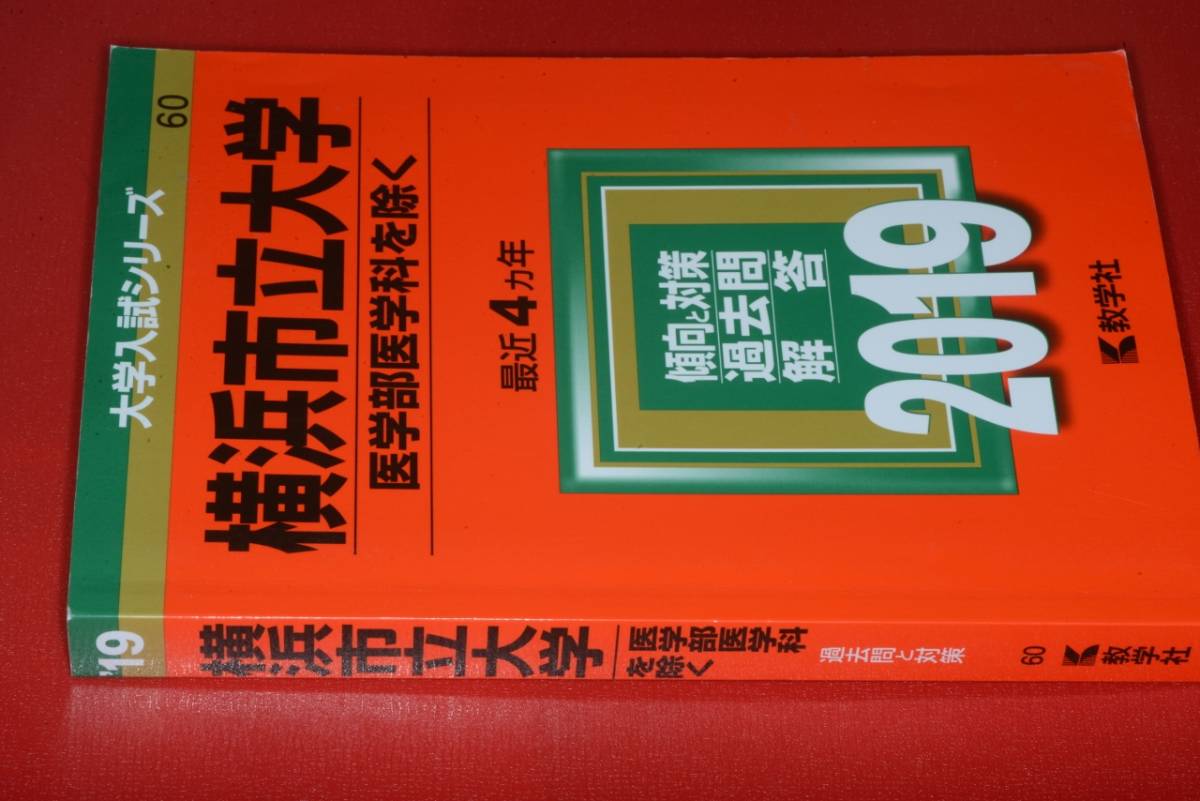 大学入試シリーズ
60
横浜市立大学
医学部医学科を除く
最近4カ年
傾向と対策
過去問
解答
2019
教学社
'19
横浜市立大学
医学部医学科
を除く
過去問と対策
60
教学社